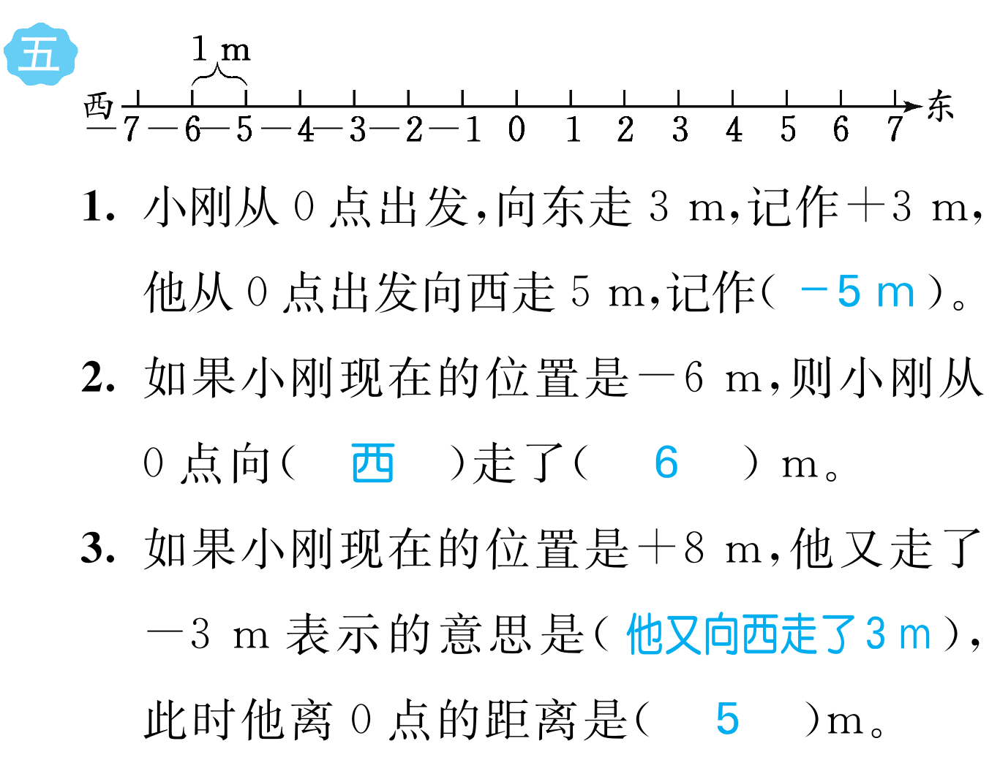 五
1 m
西 东
－7 －6 －5 －4 －3 －2 －1 0 1 2 3 4 5 6 7
1. 小刚从 0 点出发,向东走 3 m,记作＋3 m,
他从 0 点出发向西走 5 m,记作( －5 m )。
2. 如果小刚现在的位置是－6 m,则小刚从
0 点向( 西 )走了( 6 ) m。
3. 如果小刚现在的位置是＋8 m,他又走了
－3 m 表示的意思是( 他又向西走了3 m ),
此时他离 0 点的距离是( 5 )m。